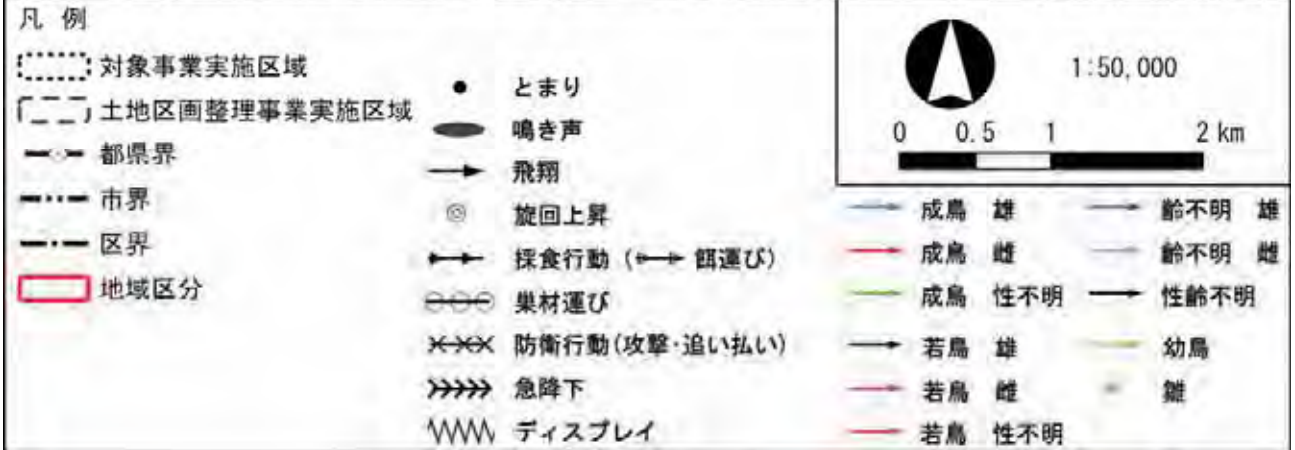 凡 例
対象事業実施区域
土地区画整理事業実施区域
都県界
市界
区界
地域区分
とまり
鳴き声
飛翔
旋回上昇
採食行動(餌運び)
巣材運び
防衛行動(攻撃·追い払い)
急降下
ディスプレイ
1:50,000
0 0.5 1 2 km
成鳥 雄
成鳥 雌
成鳥 性不明
若鳥 雄
若鳥 雌
若鳥 性不明
齢不明 雄
齢不明 雌
性齢不明
幼鳥
雛